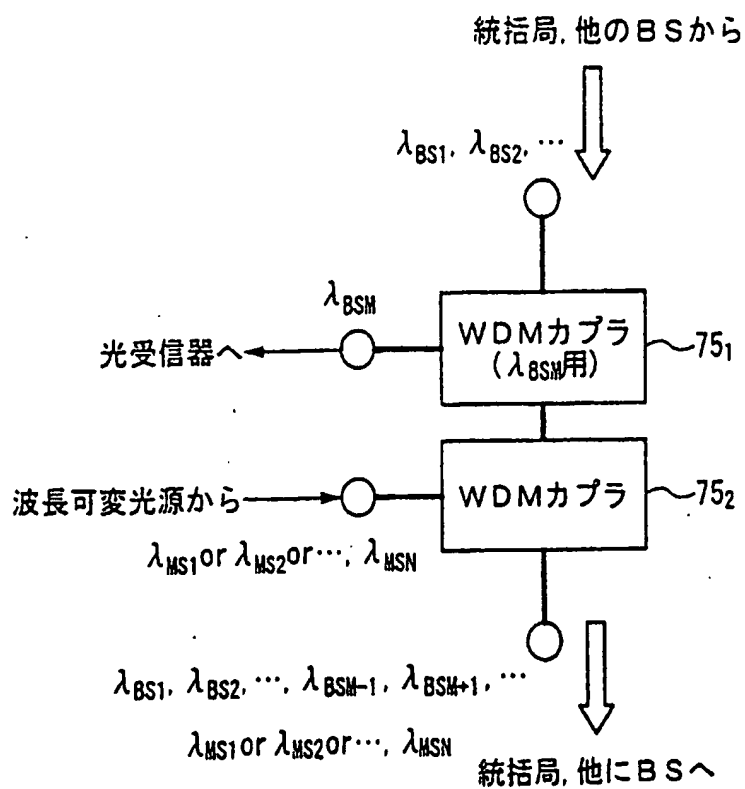 統括局,他のBSから
λBS1, λBS2, …
λBSM
光受信器へ
WDMカプラ
(λBSM用)
75₁
波長可変光源から
WDMカプラ
75₂
λMS1 or λMS2 or …, λMSN
λBS1, λBS2, …, λBSM-1, λBSM+1, …
λMS1 or λMS2 or …, λMSN
統括局,他にBSへ